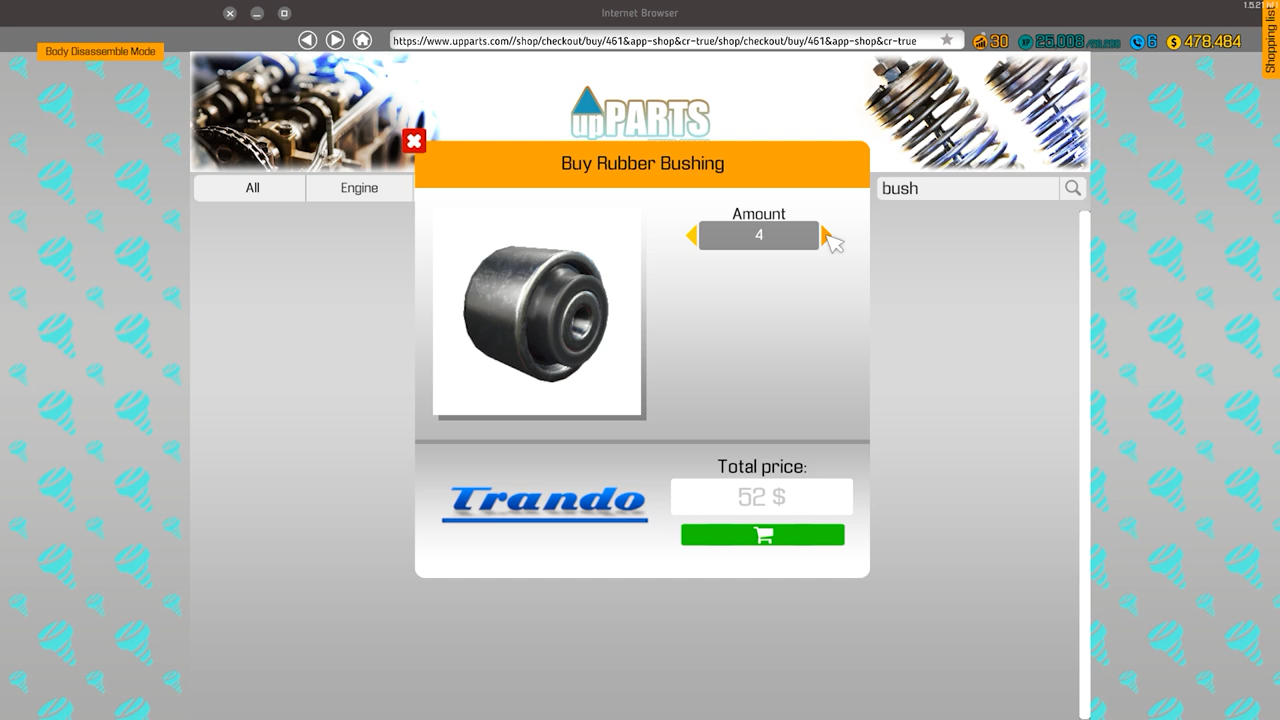 Internet Browser
1.5.21
Body Disassemble Mode
https://www.upparts.com//shop/checkout/buy/461&app-shop&cr-true/shop/checkout/buy/461&app-shop&cr-true
30
XP
25,008
6
$
478,484
Shopping list
upPARTS
Buy Rubber Bushing
All
Engine
bush
Amount
4
Total price:
Trando
52 $